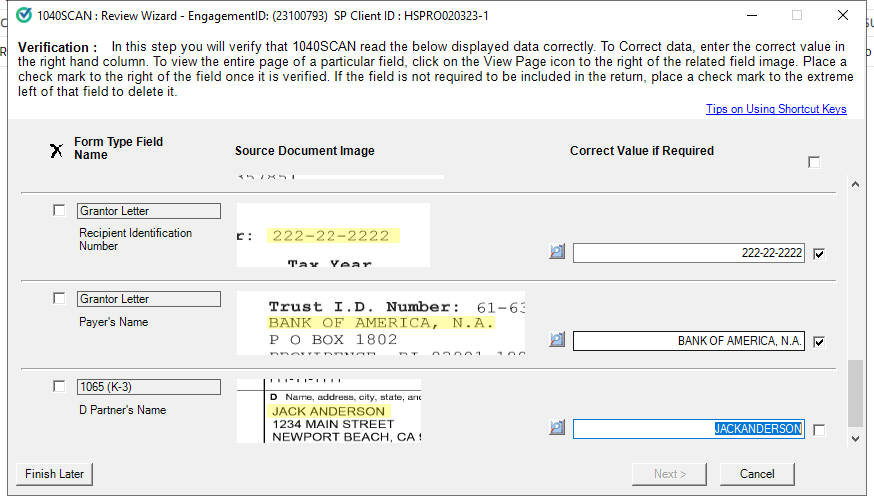 1040SCAN : Review Wizard - EngagementID: (23100793) SP Client ID : HSPRO020323-1
Verification : In this step you will verify that 1040SCAN read the below displayed data correctly. To Correct data, enter the correct value in
the right hand column. To view the entire page of a particular field, click on the View Page icon to the right of the related field image. Place a
check mark to the right of the field once it is verified. If the field is not required to be included in the return, place a check mark to the extreme
left of that field to delete it.
Tips on Using Shortcut Keys
X
Form Type Field
Name
Source Document Image
Correct Value if Required
Grantor Letter
Recipient Identification
Number
r: 222-22-2222
Tax Year
222-22-2222
Grantor Letter
Payer's Name
Trust I.D. Number: 61-63
BANK OF AMERICA, N.A.
P O BOX 1802
BANK OF AMERICA, N.A.
1065 (K-3)
D Partner's Name
D Name, address, city, state, and
JACK ANDERSON
1234 MAIN STREET
NEWPORT BEACH, CA
JACKANDERSON
Finish Later
Next >
Cancel